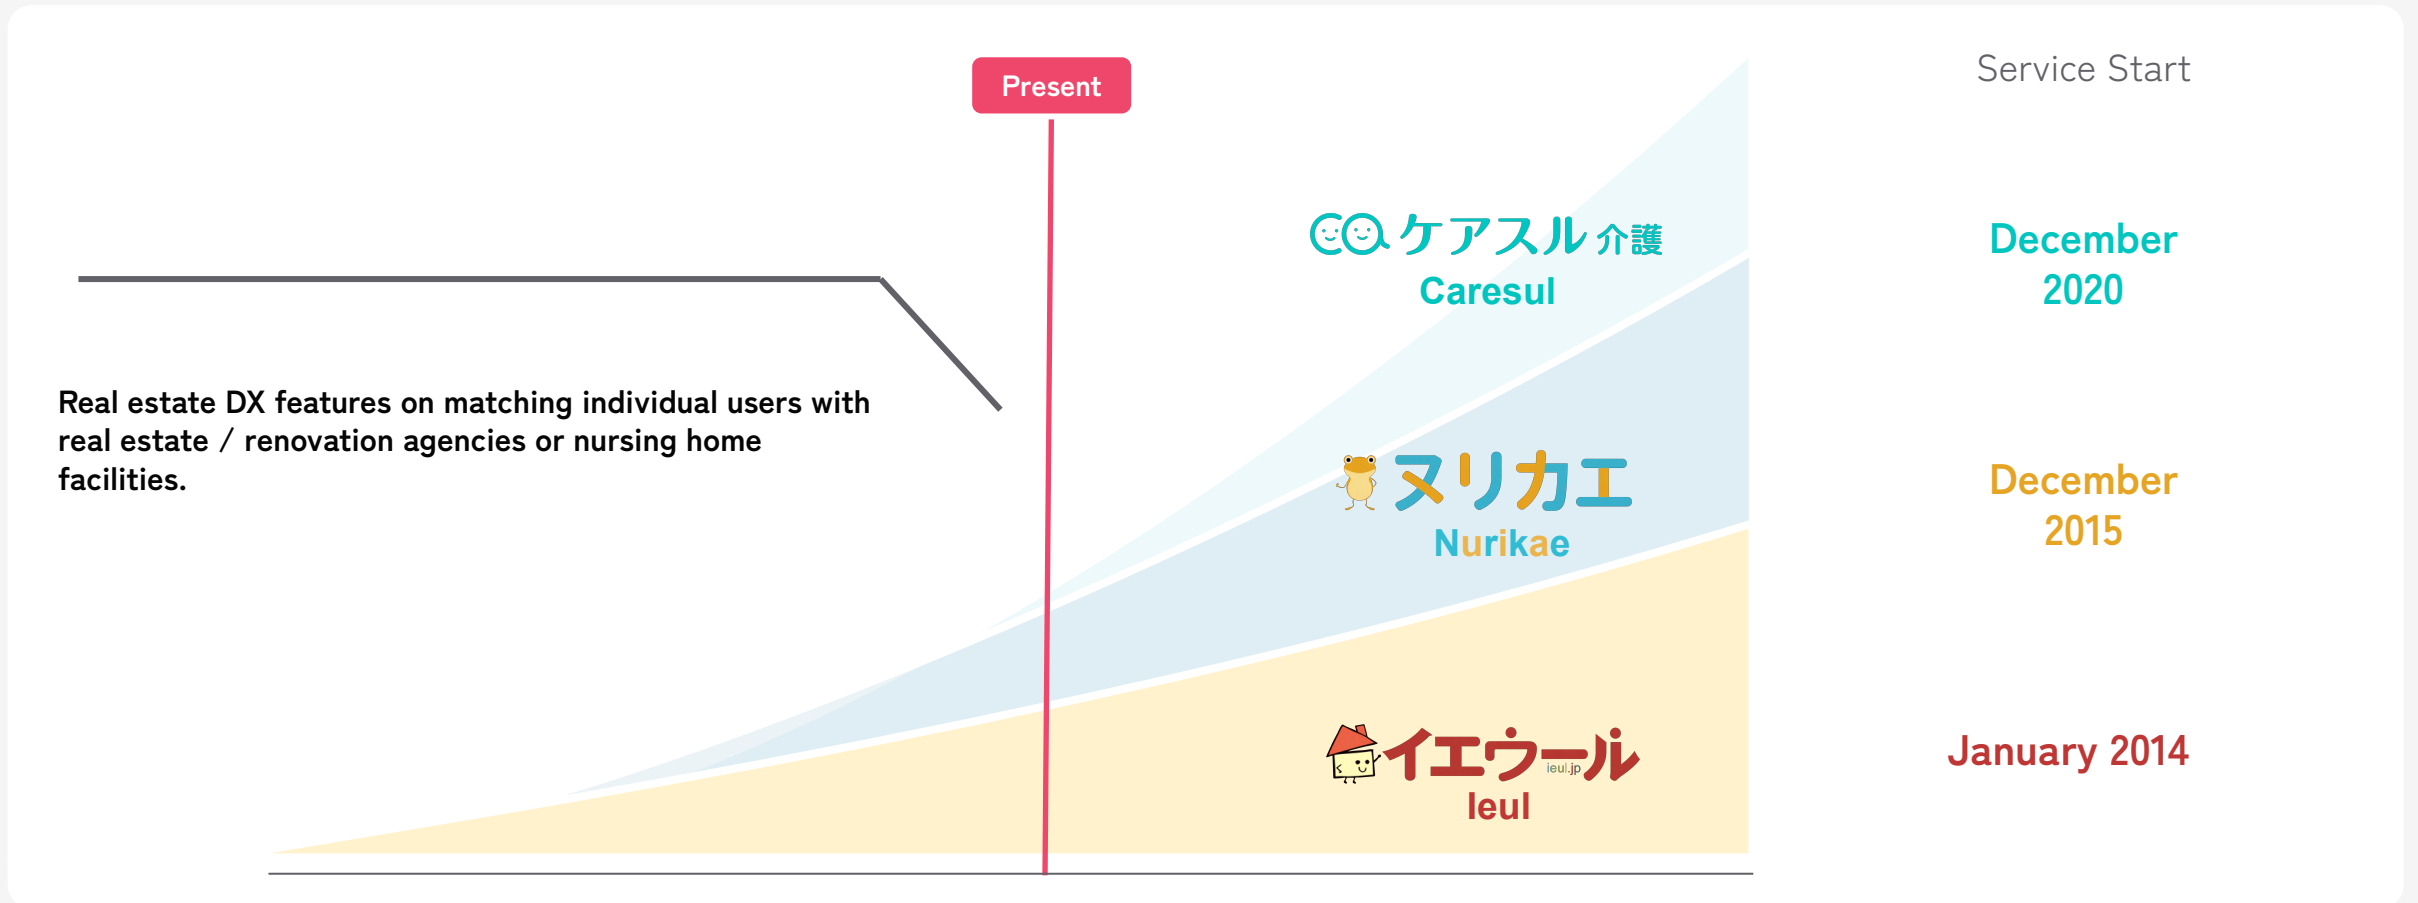 Present
Service Start
ケアスル 介護
Caresul
December
2020
Real estate DX features on matching individual users with
real estate / renovation agencies or nursing home
facilities.
ヌリカエ
Nurikae
December
2015
イエウール
ieul.jp
Ieul
January 2014